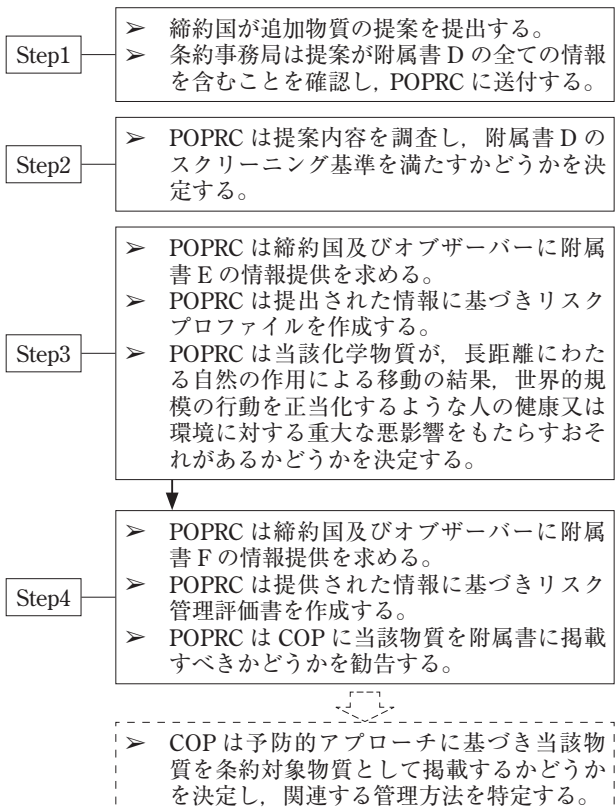 ➢ 締約国が追加物質の提案を提出する。
Step1
➢ 条約事務局は提案が附属書 D の全ての情報
を含むことを確認し, POPRC に送付する。
➢ POPRC は提案内容を調査し，附属書 D の
Step2
スクリーニング基準を満たすかどうかを決
定する。
➢ POPRC は締約国及びオブザーバーに附属
書 E の情報提供を求める。
➢ POPRC は提出された情報に基づきリスク
プロファイルを作成する。
Step3
➢ POPRC は当該化学物質が，長距離にわた
る自然の作用による移動の結果，世界的規
模の行動を正当化するような人の健康又は
環境に対する重大な悪影響をもたらすおそ
れがあるかどうかを決定する。
➢ POPRC は締約国及びオブザーバーに附属
書 F の情報提供を求める。
Step4
➢ POPRC は提供された情報に基づきリスク
管理評価書を作成する。
➢ POPRC は COP に当該物質を附属書に掲載
すべきかどうかを勧告する。
➢ COP は予防的アプローチに基づき当該物
質を条約対象物質として掲載するかどうか
を決定し，関連する管理方法を特定する。